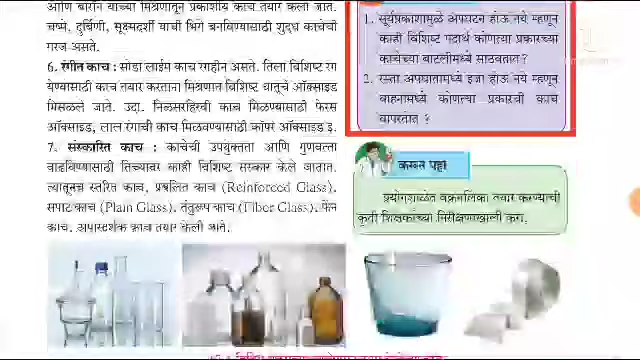 आणि बोरॉन यांच्या मिश्रणातून प्रकाशीय काच तयार केली जाते.
चष्मे, दुर्बिणी, सूक्ष्मदर्शी याची भिंगे बनविण्यासाठी शुद्ध काचेची
गरज असते.
6. रंगीत काच : सोडा लाईम काच रंगहीन असते. तिला विशिष्ट रंग
येण्यासाठी काच तयार करताना मिश्रणात विशिष्ट धातूचे ऑक्साइड
मिसळले जाते. उदा. निळसरहिरवी काच मिळण्यासाठी फेरस
ऑक्साइड, लाल रंगाची काच मिळवण्यासाठी कॉपर ऑक्साइड इ.
7. संस्कारित काच : काचेची उपयुक्तता आणि गुणवत्ता
वाढविण्यासाठी तिच्यावर काही विशिष्ट संस्कार केले जातात.
त्यातूनच स्तरित काच, प्रबलित काच (Reinforced Glass),
सपाट काच (Plain Glass), तंतुरूप काच (Fiber Glass), फेन
काच, अपारदर्शक काच तयार केली जाते.
1. सूर्यप्रकाशामुळे अपघटन होऊ नये म्हणून
काही विशिष्ट पदार्थ कोणत्या प्रकारच्या
काचेच्या बाटलीमध्ये साठवतात?
2. रस्ता अपघातामध्ये इजा होऊ नये म्हणून
वाहनांमध्ये कोणत्या प्रकारची काच
वापरतात ?
करून पहा
प्रयोगशाळेत वक्रनलिका तयार करण्याची
कृती शिक्षकांच्या निरीक्षणाखाली करा.